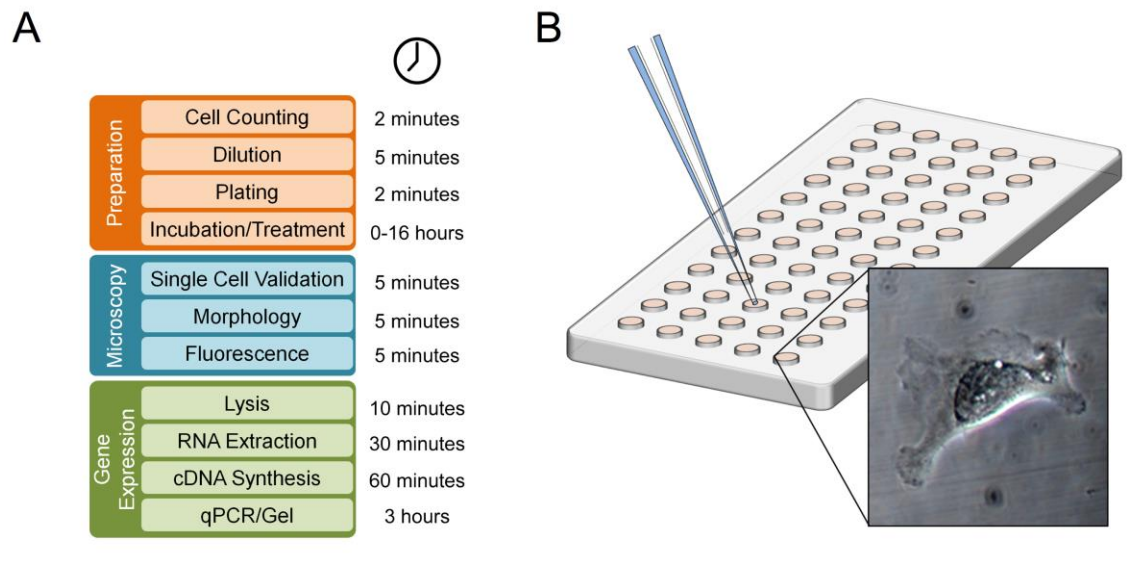 A
Preparation
Cell Counting 2 minutes
Dilution 5 minutes
Plating 2 minutes
Incubation/Treatment 0-16 hours
Microscopy
Single Cell Validation 5 minutes
Morphology 5 minutes
Fluorescence 5 minutes
Gene
Expression
Lysis 10 minutes
RNA Extraction 30 minutes
cDNA Synthesis 60 minutes
qPCR/Gel 3 hours
B